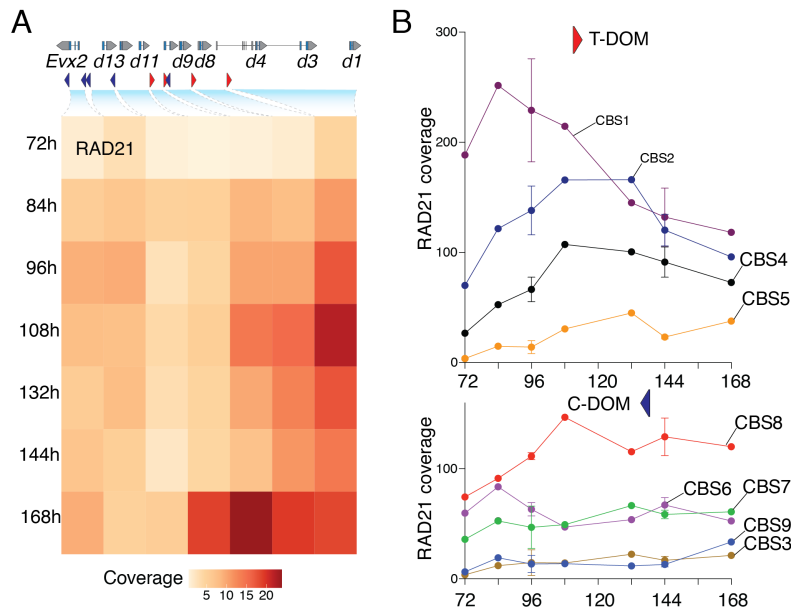 A
Evx2 d13 d11 d9 d8 d4 d3 d1
RAD21
72h
84h
96h
108h
132h
144h
168h
Coverage
5 10 15 20
B
T-DOM
RAD21 coverage
300
200
100
0
CBS1
CBS2
CBS4
CBS5
72 96 120 144 168
C-DOM
RAD21 coverage
100
0
CBS8
CBS6
CBS7
CBS9
CBS3
72 96 120 144 168